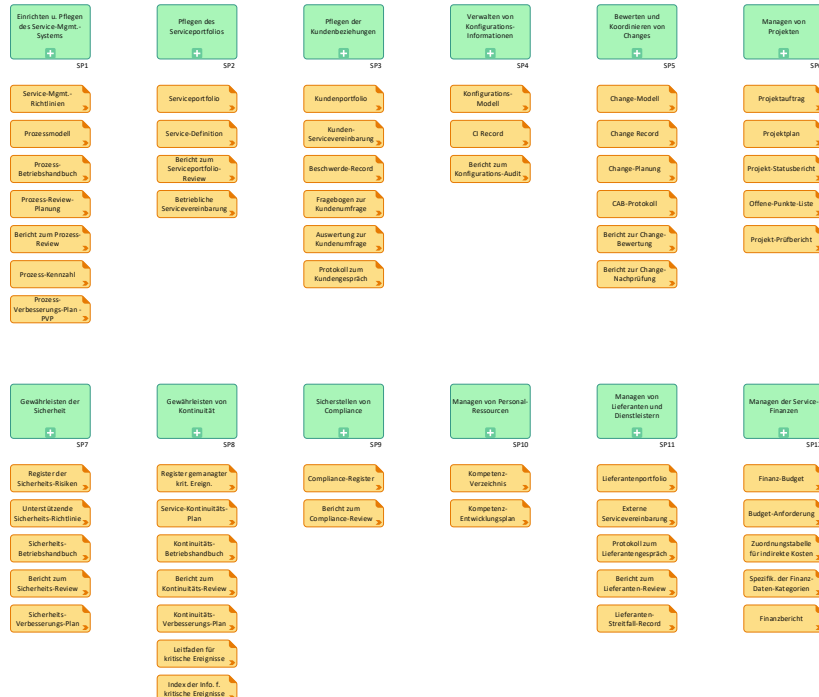 Einrichten u. Pflegen
des Service-Mgmt.-
Systems
SP1
Service-Mgmt.-
Richtlinien
Prozessmodell
Prozess-
Betriebshandbuch
Prozess-Review-
Planung
Bericht zum Prozess-
Review
Prozess-Kennzahl
Prozess-
Verbesserungs-Plan -
PVP
Pflegen des
Serviceportfolios
SP2
Serviceportfolio
Service-Definition
Bericht zum
Serviceportfolio-
Review
Betriebliche
Servicevereinbarung
Pflegen der
Kundenbeziehungen
SP3
Kundenportfolio
Kunden-
Servicevereinbarung
Beschwerde-Record
Fragebogen zur
Kundenumfrage
Auswertung zur
Kundenumfrage
Protokoll zum
Kundengespräch
Verwalten von
Konfigurations-
Informationen
SP4
Konfigurations-
Modell
CI Record
Bericht zum
Konfigurations-Audit
Bewerten und
Koordinieren von
Changes
SP5
Change-Modell
Change Record
Change-Planung
CAB-Protokoll
Bericht zur Change-
Bewertung
Bericht zur Change-
Nachprüfung
Managen von
Projekten
Projektauftrag
Projektplan
Projekt-Statusbericht
Offene-Punkte-Liste
Projekt-Prüfbericht
Gewährleisten der
Sicherheit
SP7
Register der
Sicherheits-Risiken
Unterstützende
Sicherheits-Richtlinie
Sicherheits-
Betriebshandbuch
Bericht zum
Sicherheits-Review
Sicherheits-
Verbesserungs-Plan
Gewährleisten von
Kontinuität
SP8
Register gemanagter
krit. Ereign.
Service-Kontinuitäts-
Plan
Kontinuitäts-
Betriebshandbuch
Bericht zum
Kontinuitäts-Review
Kontinuitäts-
Verbesserungs-Plan
Leitfaden für
kritische Ereignisse
Index der Info. f.
kritische Ereignisse
Sicherstellen von
Compliance
SP9
Compliance-Register
Bericht zum
Compliance-Review
Managen von Personal-
Ressourcen
SP10
Kompetenz-
Verzeichnis
Kompetenz-
Entwicklungsplan
Managen von
Lieferanten und
Dienstleistern
SP11
Lieferantenportfolio
Externe
Servicevereinbarung
Protokoll zum
Lieferantengespräch
Bericht zum
Lieferanten-Review
Lieferanten-
Streitfall-Record
Managen der Service-
Finanzen
Finanz-Budget
Budget-Anforderung
Zuordnungstabelle
für indirekte Kosten
Spezifik. der Finanz-
Daten-Kategorien
Finanzbericht